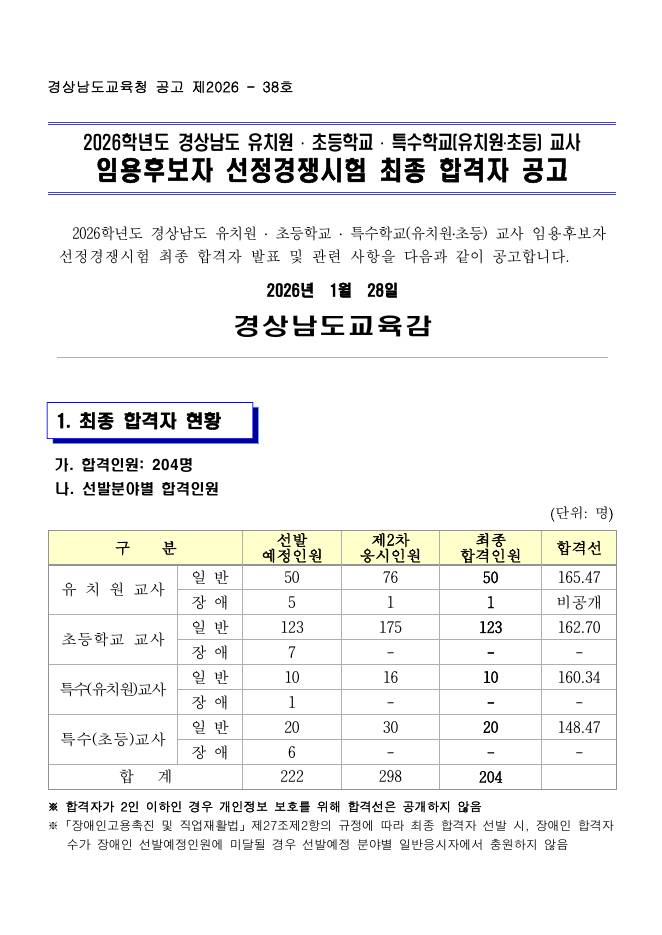 경상남도교육청 공고 제2026 - 38호
2026학년도 경상남도 유치원 · 초등학교 · 특수학교(유치원·초등) 교사
임용후보자 선정경쟁시험 최종 합격자 공고
2026학년도 경상남도 유치원 · 초등학교 · 특수학교(유치원·초등) 교사 임용후보자
선정경쟁시험 최종 합격자 발표 및 관련 사항을 다음과 같이 공고합니다.
2026년 1월 28일
경상남도교육감
1. 최종 합격자 현황
가. 합격인원: 204명
나. 선발분야별 합격인원
(단위: 명)
구 분 선발 예정인원 제2차 응시인원 최종 합격인원 합격선
유 치 원 교사 일 반 50 76 50 165.47
장 애 5 1 1 비공개
초등학교 교사 일 반 123 175 123 162.70
장 애 7 - - -
특수(유치원)교사 일 반 10 16 10 160.34
장 애 1 - - -
특수(초등)교사 일 반 20 30 20 148.47
장 애 6 - - -
합 계 222 298 204
※ 합격자가 2인 이하인 경우 개인정보 보호를 위해 합격선은 공개하지 않음
※ 「장애인고용촉진 및 직업재활법」 제27조제2항의 규정에 따라 최종 합격자 선발 시, 장애인 합격자
수가 장애인 선발예정인원에 미달될 경우 선발예정 분야별 일반응시자에서 충원하지 않음